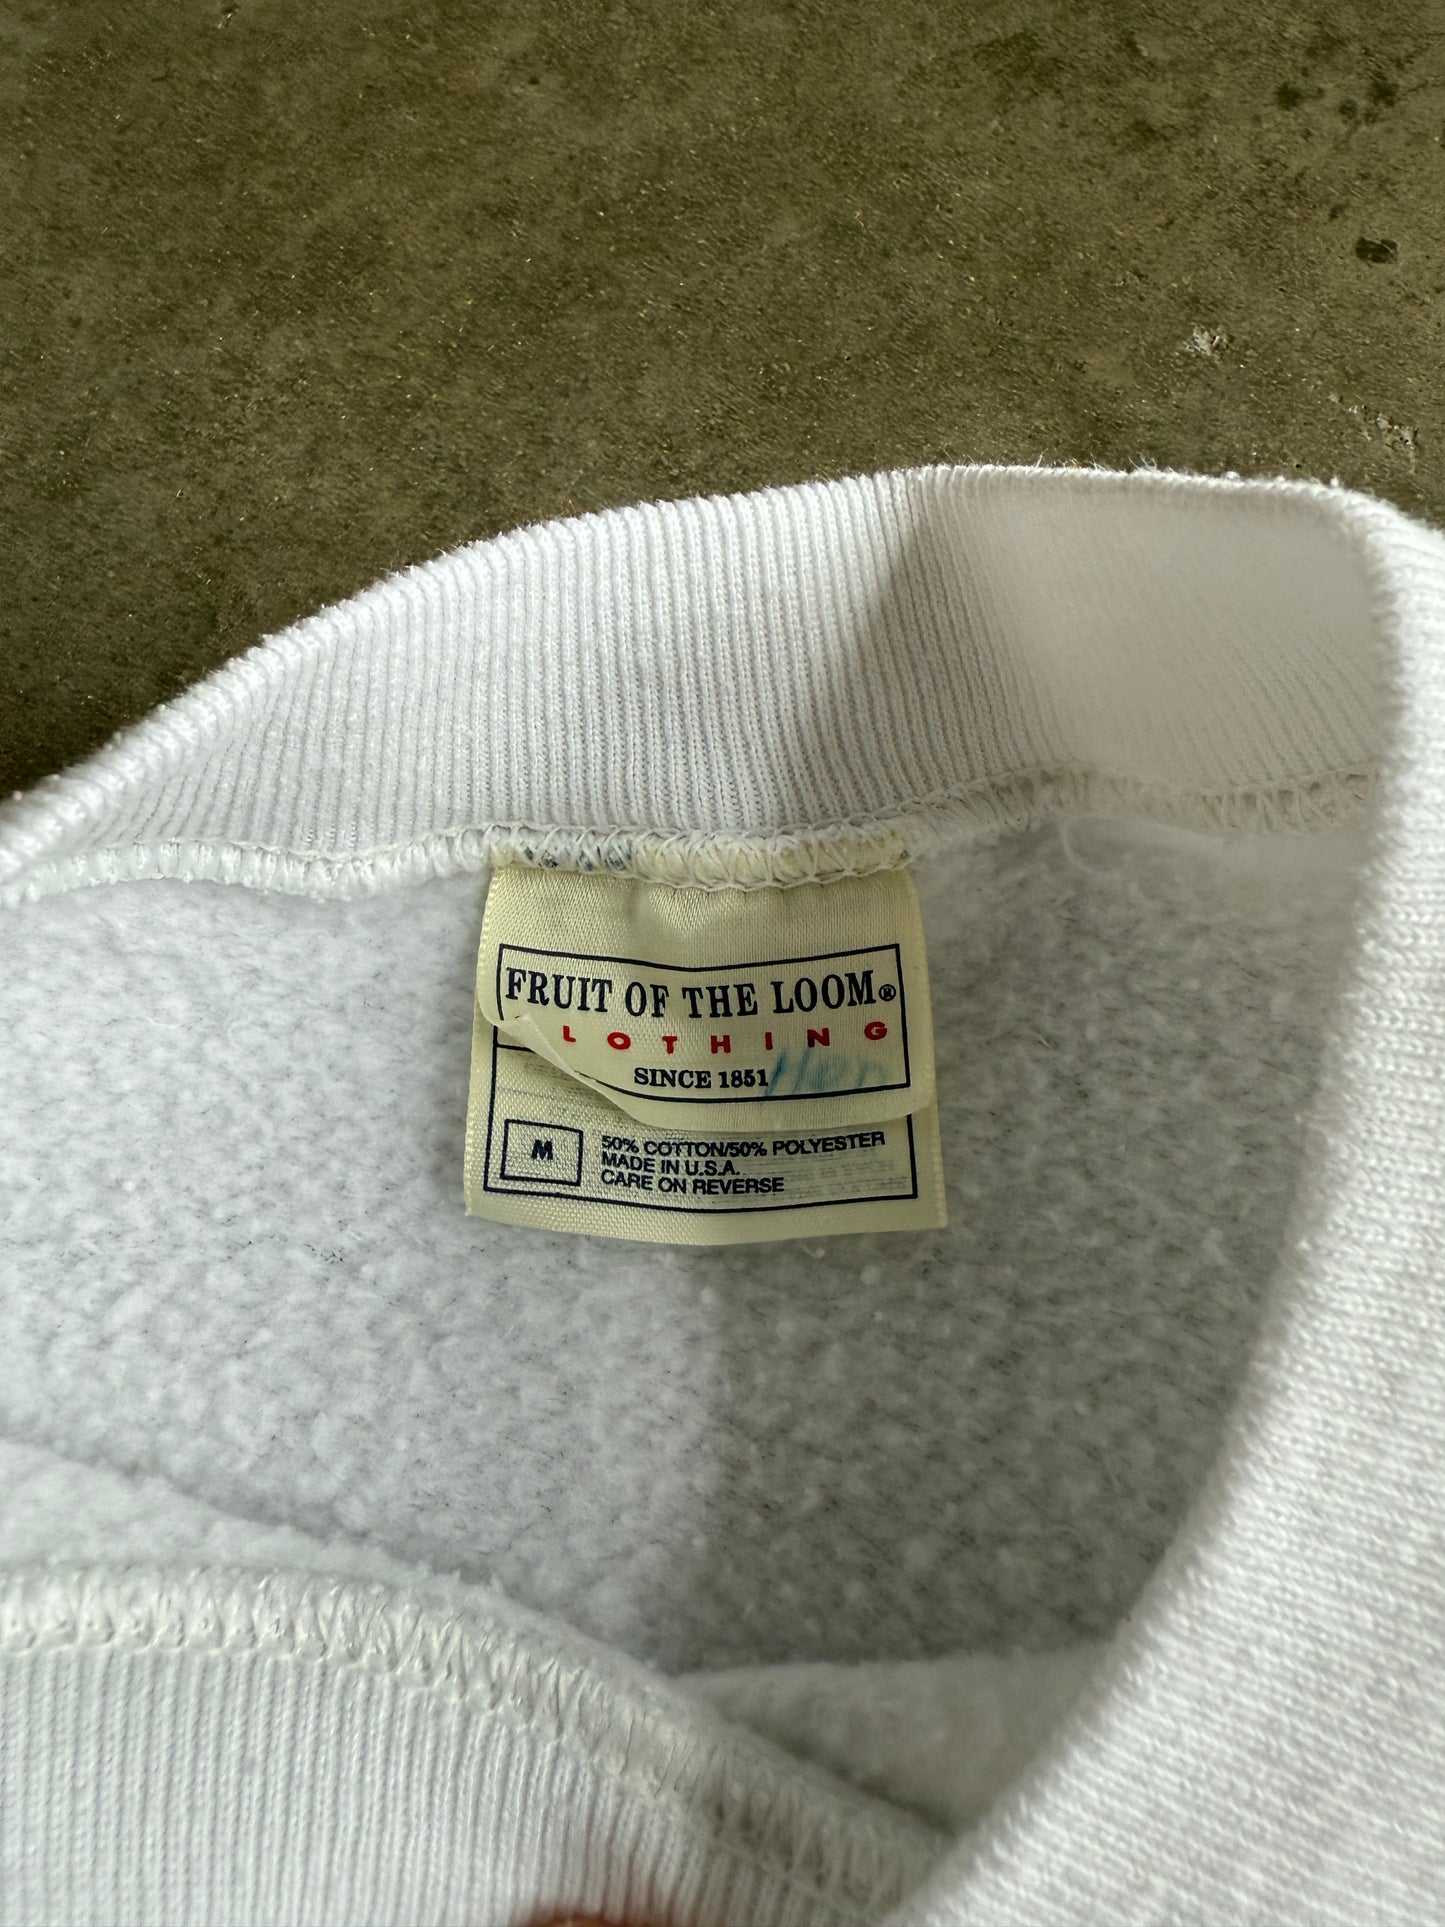 FRUIT OF THE LOOM®
LOTHING
SINCE 1851
M
50% COTTON/50% POLYESTER
MADE IN U.S.A.
CARE ON REVERSE